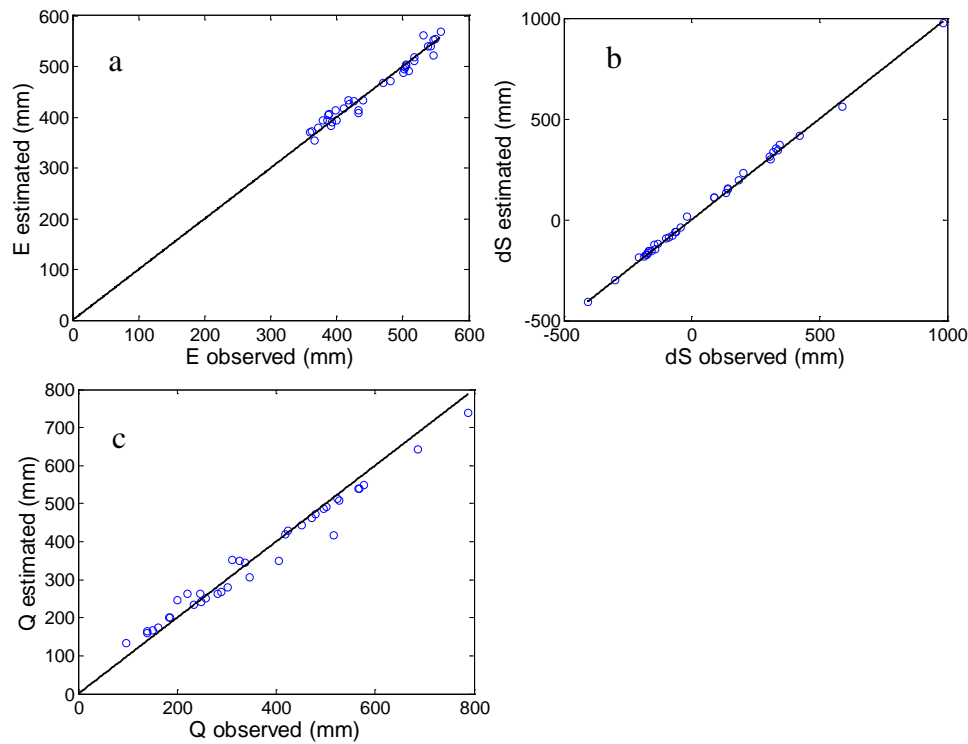 600
500
400
300
200
100
0
a
E estimated (mm)
0 100 200 300 400 500 600
E observed (mm)
1000
500
0
-500
b
dS estimated (mm)
-500 0 500 1000
dS observed (mm)
800
700
600
500
400
300
200
100
0
c
Q estimated (mm)
0 200 400 600 800
Q observed (mm)